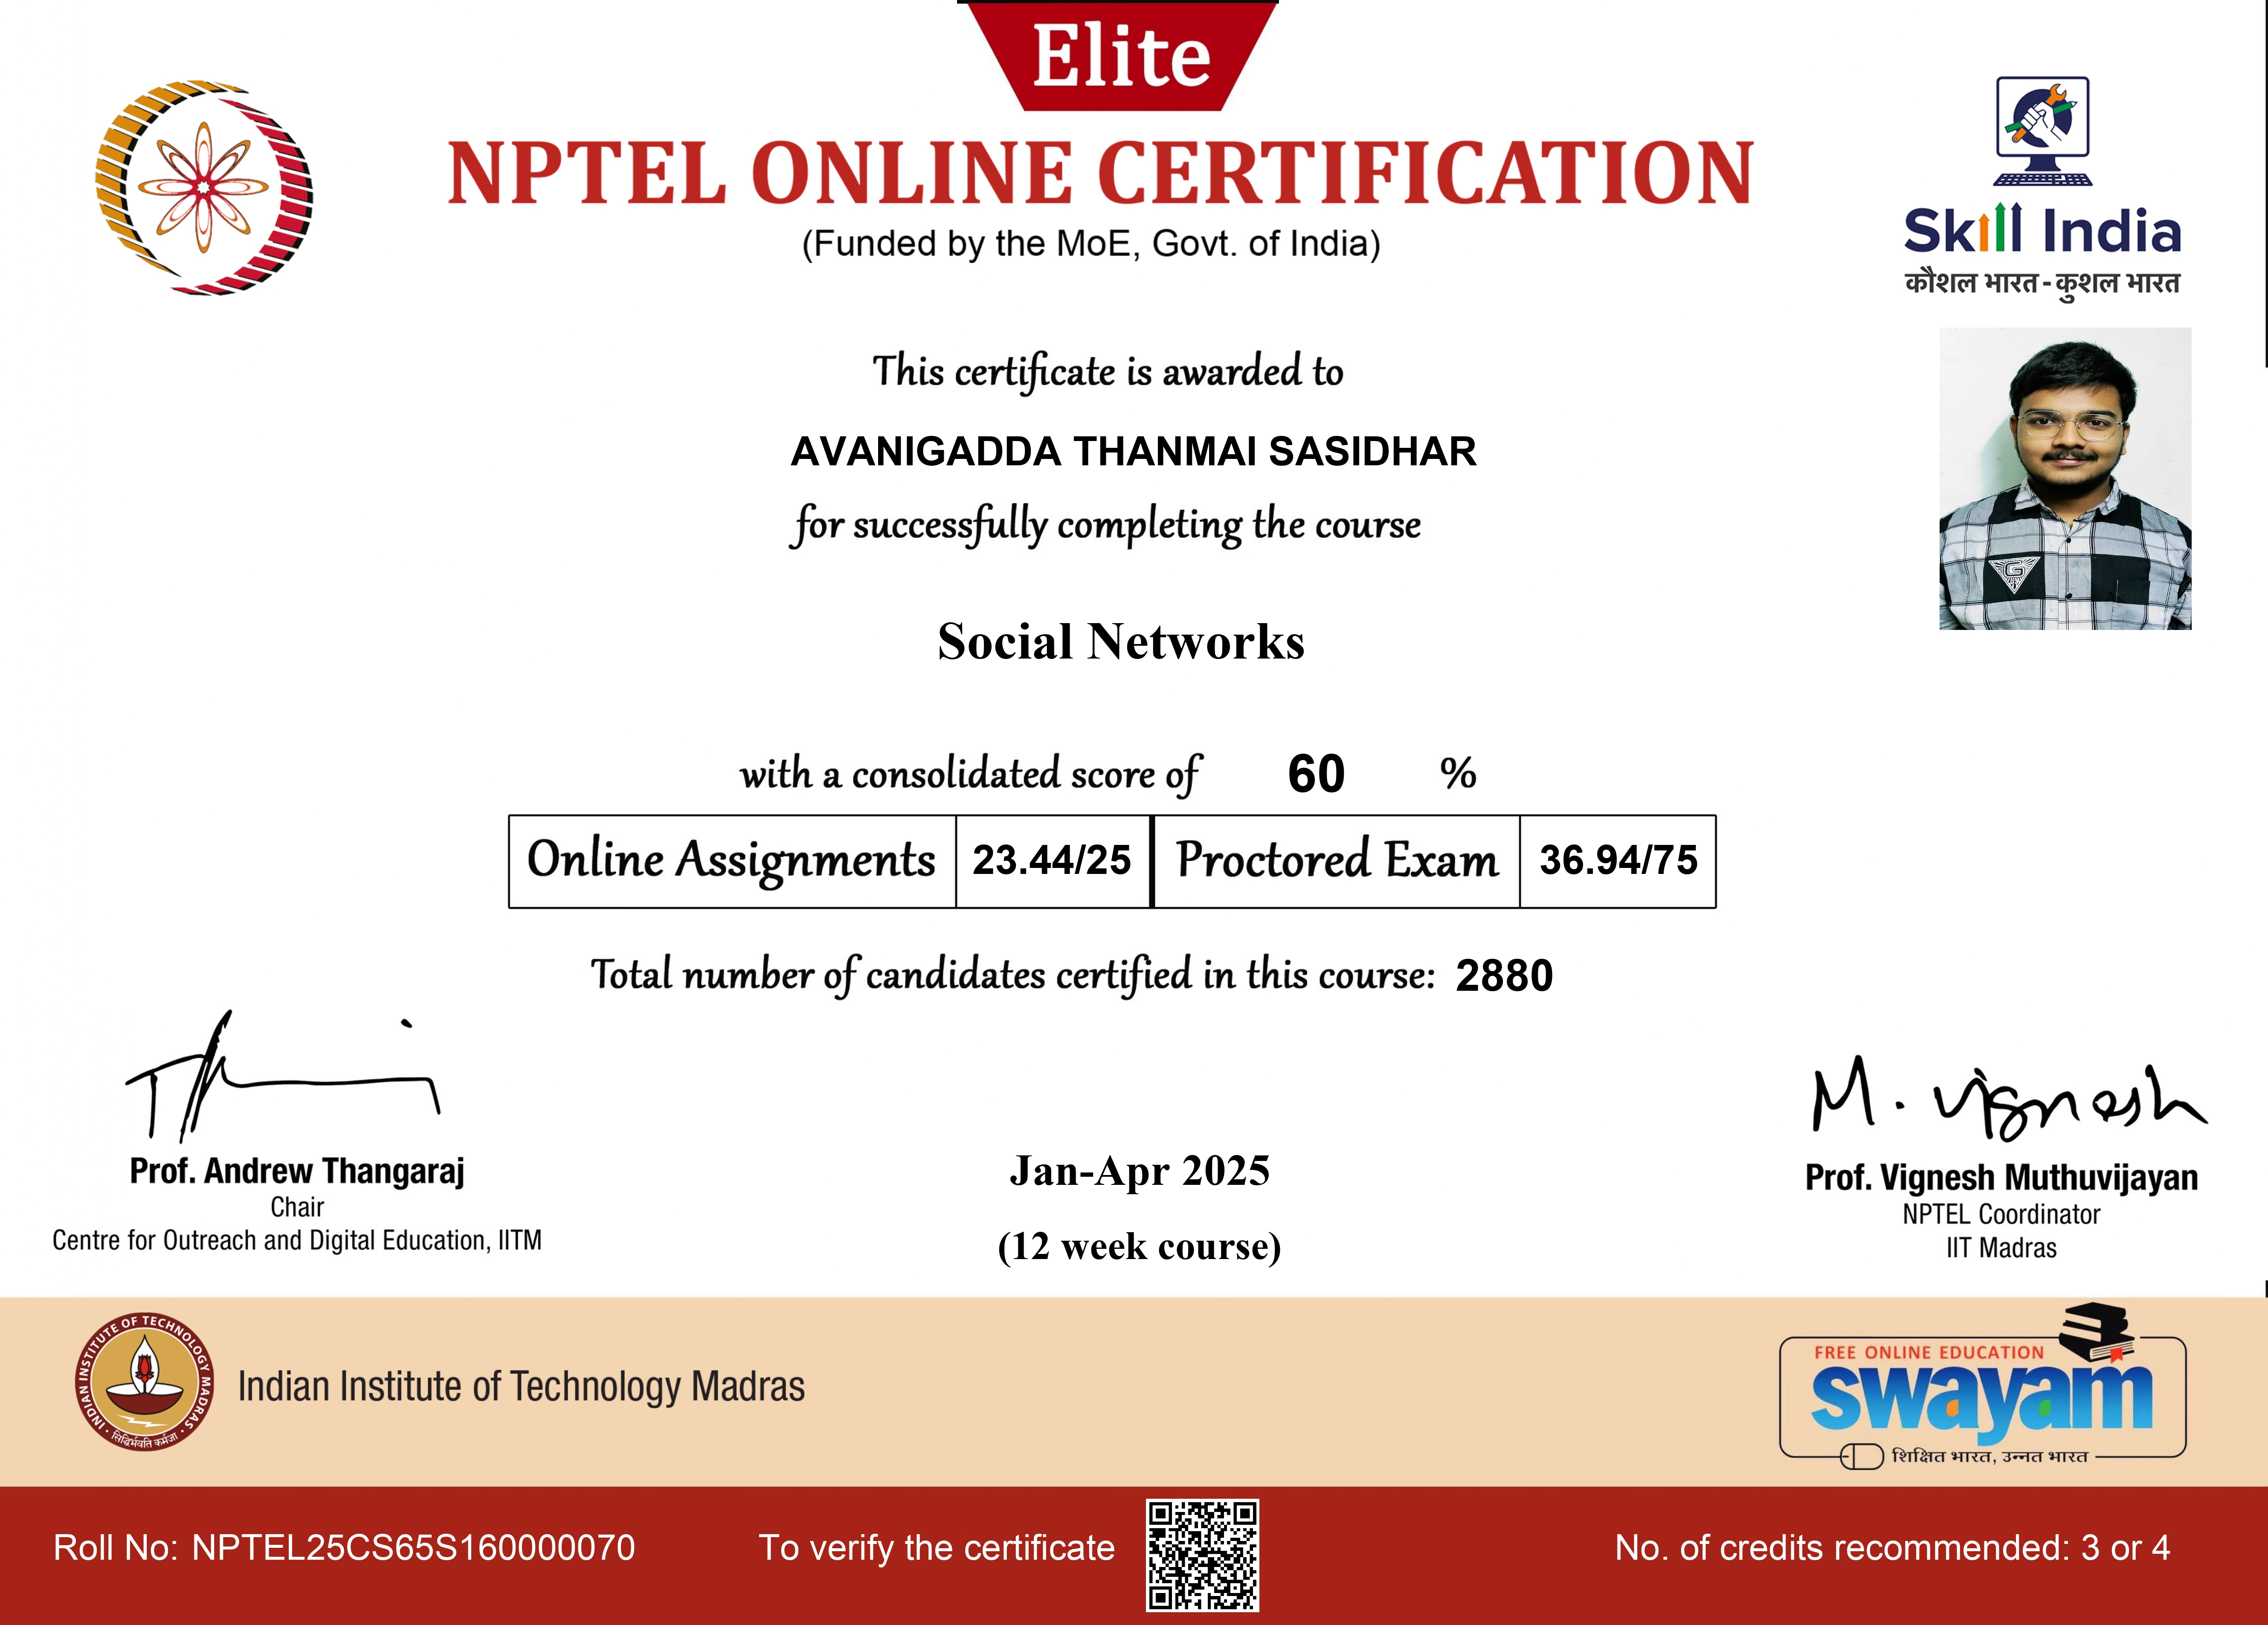 Elite
NPTEL ONLINE CERTIFICATION
(Funded by the MoE, Govt. of India)
Skill India
कौशल भारत - कुशल भारत
This certificate is awarded to
AVANIGADDA THANMAI SASIDHAR
for successfully completing the course
Social Networks
with a consolidated score of 60 %
Online Assignments 23.44/25 Proctored Exam 36.94/75
Total number of candidates certified in this course: 2880
M. Vignesh
Prof. Andrew Thangaraj
Chair
Centre for Outreach and Digital Education, IITM
Jan-Apr 2025
(12 week course)
Prof. Vignesh Muthuvijayan
NPTEL Coordinator
IIT Madras
INDIAN INSTITUTE OF TECHNOLOGY MADRAS
सिद्धिर्भवति कर्मजा
Indian Institute of Technology Madras
FREE ONLINE EDUCATION
swayam
शिक्षित भारत, उन्नत भारत
Roll No: NPTEL25CS65S160000070
To verify the certificate
No. of credits recommended: 3 or 4